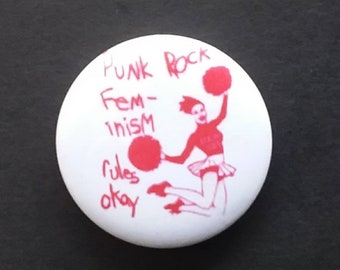 PUNK ROCK
FEM-
INISM
rules
okay